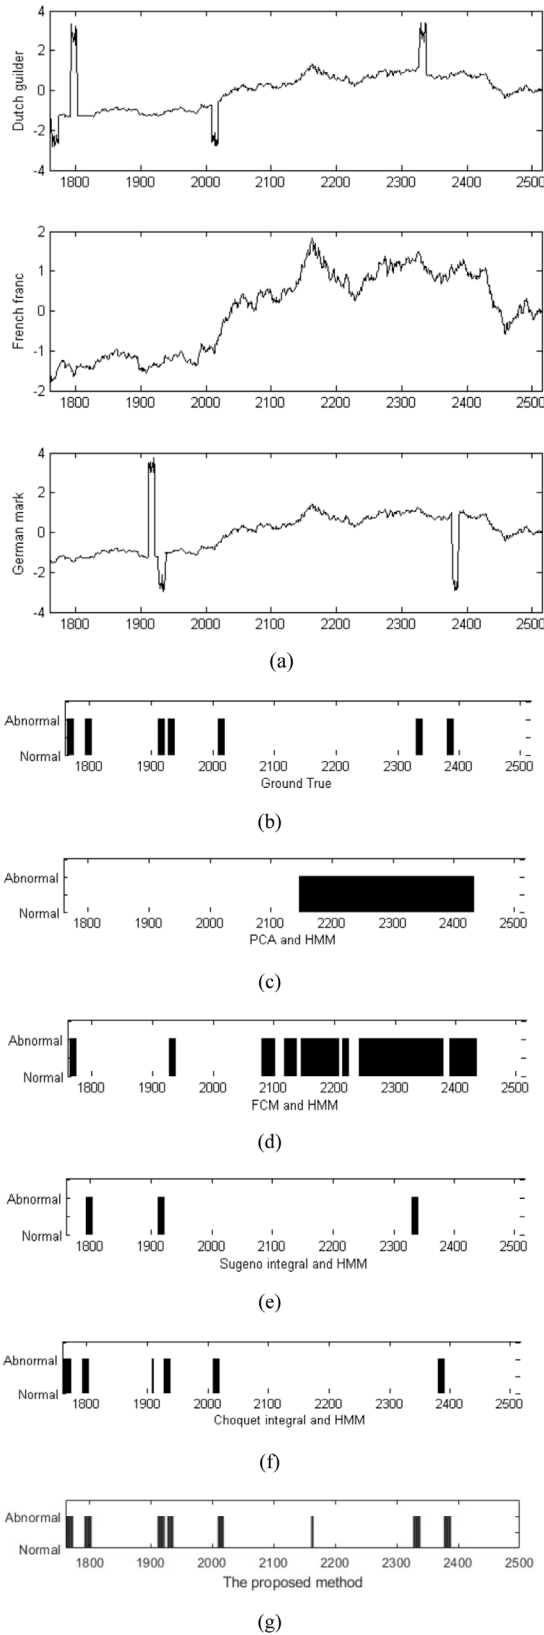 4
2
0
-2
-4
Dutch guilder
1800 1900 2000 2100 2200 2300 2400 2500
2
1
0
-1
-2
French franc
1800 1900 2000 2100 2200 2300 2400 2500
4
2
0
-2
-4
German mark
1800 1900 2000 2100 2200 2300 2400 2500
(a)
Abnormal
Normal
1800 1900 2000 2100 2200 2300 2400 2500
Ground True
(b)
Abnormal
Normal
1800 1900 2000 2100 2200 2300 2400 2500
PCA and HMM
(c)
Abnormal
Normal
1800 1900 2000 2100 2200 2300 2400 2500
FCM and HMM
(d)
Abnormal
Normal
1800 1900 2000 2100 2200 2300 2400 2500
Sugeno integral and HMM
(e)
Abnormal
Normal
1800 1900 2000 2100 2200 2300 2400 2500
Choquet integral and HMM
(f)
Abnormal
Normal
1800 1900 2000 2100 2200 2300 2400 2500
The proposed method
(g)